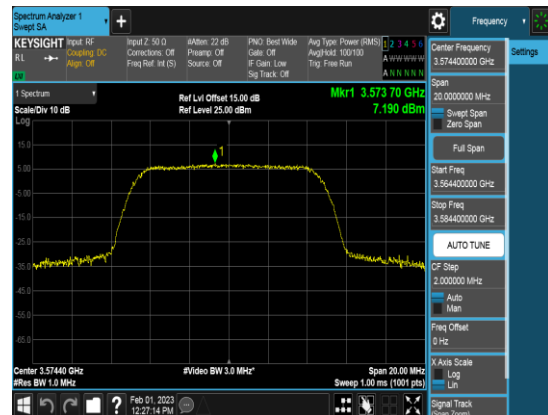 Spectrum Analyzer 1
Swept SA
Frequency
KEYSIGHT
Input: RF
Coupling: DC
Align: Off
Input Z: 50 Ω
Corrections: Off
Freq Ref: Int (S)
#Atten: 22 dB
Preamp: Off
Source: Off
PNO: Best Wide
Gate: Off
IF Gain: Low
Sig Track: Off
Avg Type: Power (RMS)
Avg|Hold: 100/100
Trig: Free Run
1 2 3 4 5 6
A W W W W W
A N N N N N
R L
LXI
1 Spectrum
Scale/Div 10 dB
Ref Lvl Offset 15.00 dB
Ref Level 25.00 dBm
Mkr1 3.573 70 GHz
7.190 dBm
Log
15.0
5.00
-5.00
-15.0
-25.0
-35.0
-45.0
-55.0
-65.0
1
Center 3.57440 GHz
#Res BW 1.0 MHz
#Video BW 3.0 MHz*
Span 20.00 MHz
Sweep 1.00 ms (1001 pts)
Feb 01, 2023
12:27:14 PM
Center Frequency
3.574400000 GHz
Settings
Span
20.0000000 MHz
Swept Span
Zero Span
Full Span
Start Freq
3.564400000 GHz
Stop Freq
3.584400000 GHz
AUTO TUNE
CF Step
2.000000 MHz
Auto
Man
Freq Offset
0 Hz
X Axis Scale
Log
Lin
Signal Track
(Span Zoom)